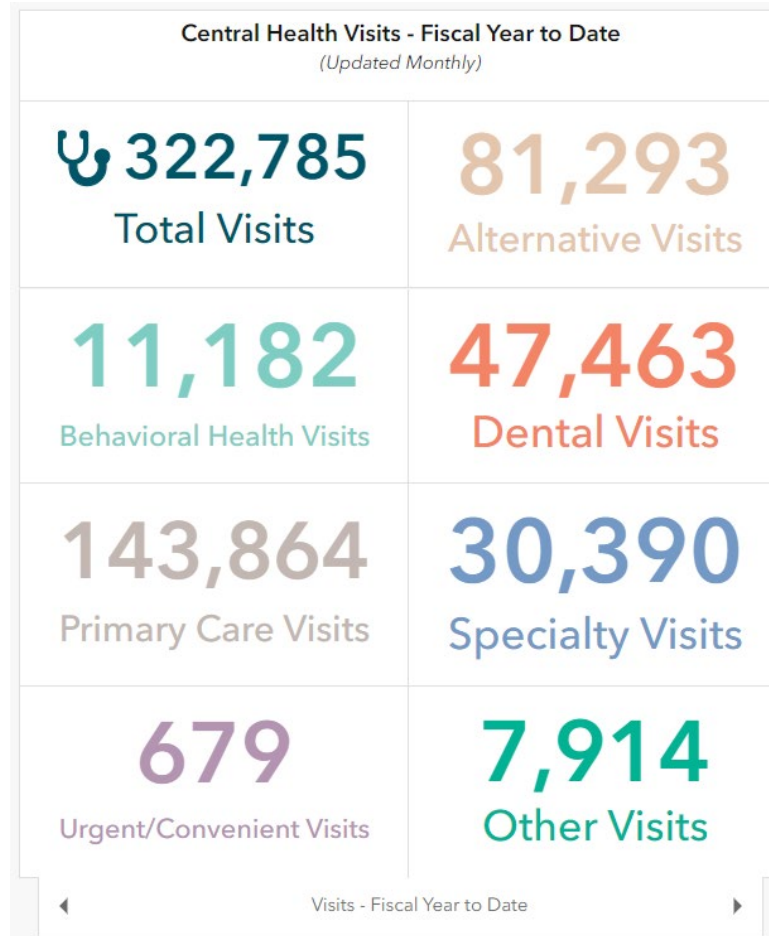 Central Health Visits - Fiscal Year to Date
(Updated Monthly)
322,785
Total Visits
81,293
Alternative Visits
11,182
Behavioral Health Visits
47,463
Dental Visits
143,864
Primary Care Visits
30,390
Specialty Visits
679
Urgent/Convenient Visits
7,914
Other Visits
Visits - Fiscal Year to Date